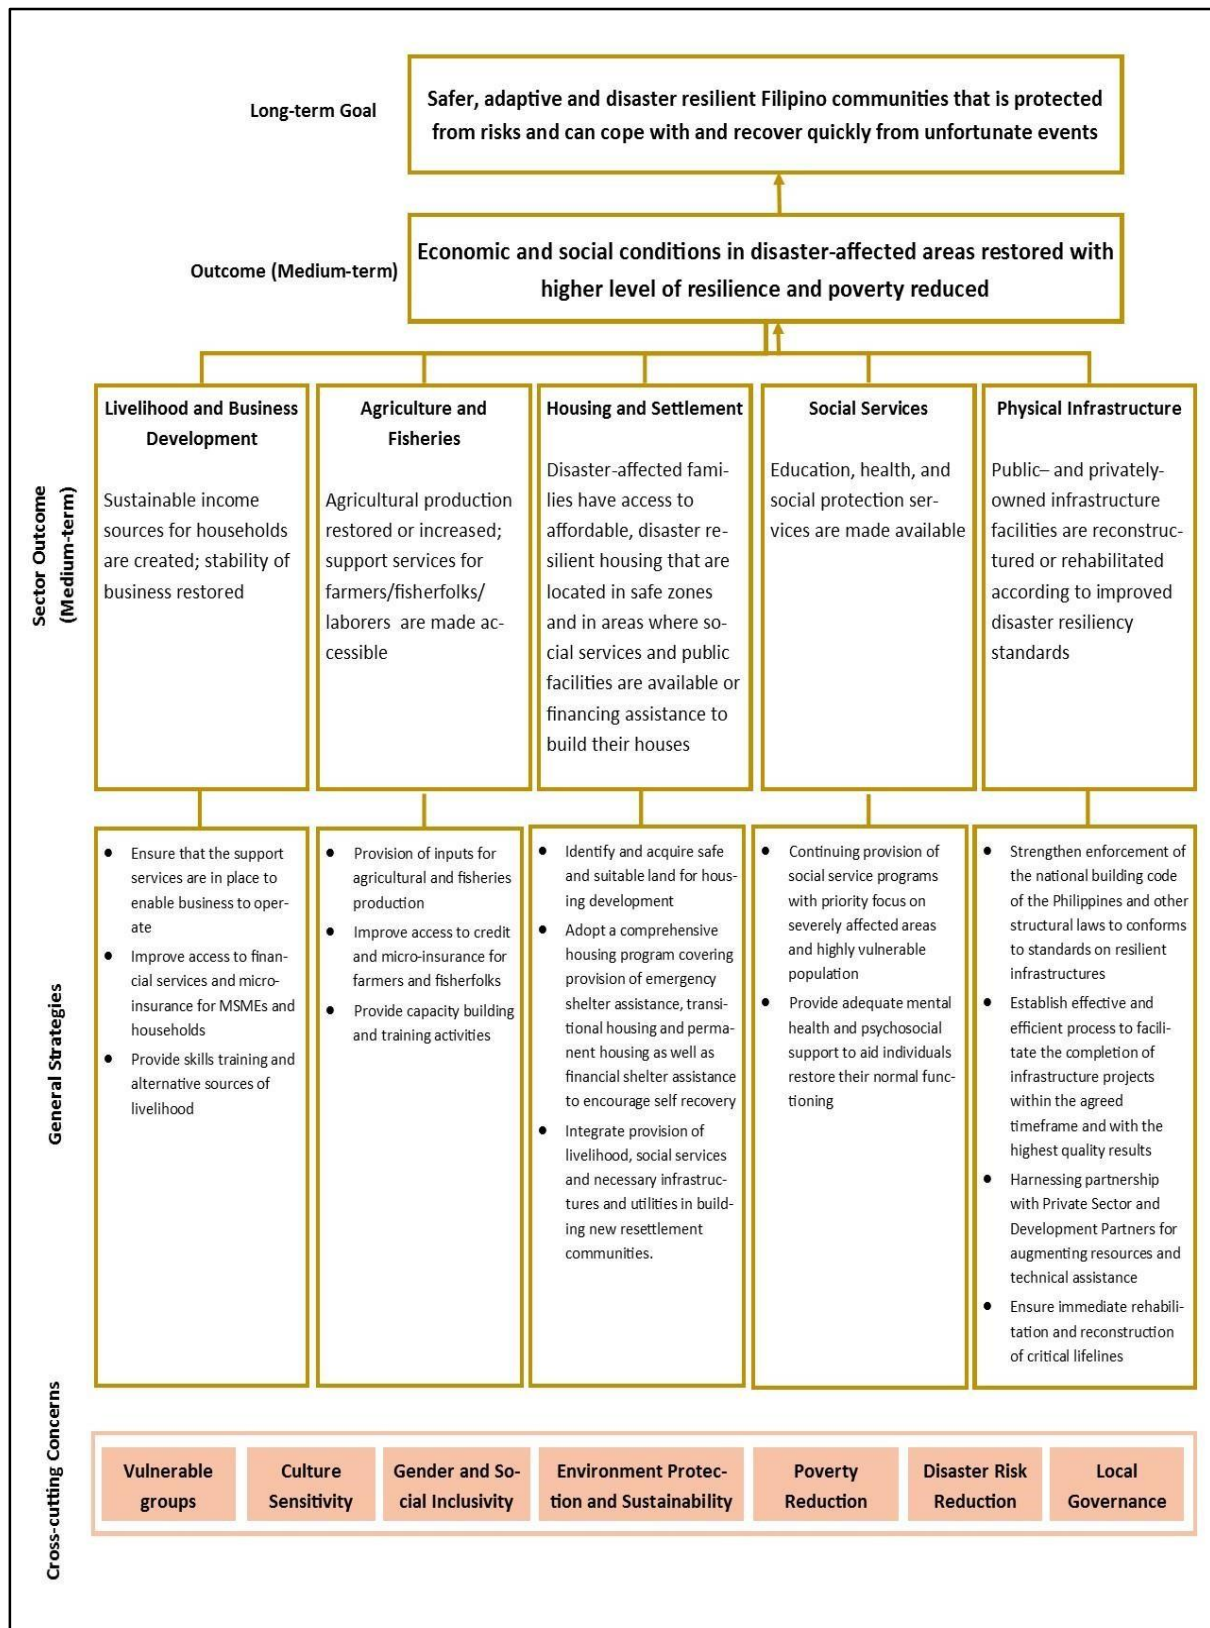 Long-term Goal
Safer, adaptive and disaster resilient Filipino communities that is protected
from risks and can cope with and recover quickly from unfortunate events
Outcome (Medium-term)
Economic and social conditions in disaster-affected areas restored with
higher level of resilience and poverty reduced
Sector Outcome
(Medium-term)
Livelihood and Business
Development
Sustainable income
sources for households
are created; stability of
business restored
Agriculture and
Fisheries
Agricultural production
restored or increased;
support services for
farmers/fisherfolks/
laborers are made ac-
cessible
Housing and Settlement
Disaster-affected fami-
lies have access to
affordable, disaster re-
silient housing that are
located in safe zones
and in areas where so-
cial services and public
facilities are available or
financing assistance to
build their houses
Social Services
Education, health, and
social protection ser-
vices are made available
Physical Infrastructure
Public– and privately-
owned infrastructure
facilities are reconstruc-
tured or rehabilitated
according to improved
disaster resiliency
standards
General Strategies
● Ensure that the support
services are in place to
enable business to oper-
ate
● Improve access to finan-
cial services and micro-
insurance for MSMEs and
households
● Provide skills training and
alternative sources of
livelihood
● Provision of inputs for
agricultural and fisheries
production
● Improve access to credit
and micro-insurance for
farmers and fisherfolks
● Provide capacity building
and training activities
● Identify and acquire safe
and suitable land for hous-
ing development
● Adopt a comprehensive
housing program covering
provision of emergency
shelter assistance, transi-
tional housing and perma-
nent housing as well as
financial shelter assistance
to encourage self recovery
● Integrate provision of
livelihood, social services
and necessary infrastruc-
tures and utilities in build-
ing new resettlement
communities.
● Continuing provision of
social service programs
with priority focus on
severely affected areas
and highly vulnerable
population
● Provide adequate mental
health and psychosocial
support to aid individuals
restore their normal func-
tioning
● Strengthen enforcement of
the national building code
of the Philippines and other
structural laws to conforms
to standards on resilient
infrastructures
● Establish effective and
efficient process to facili-
tate the completion of
infrastructure projects
within the agreed
timeframe and with the
highest quality results
● Harnessing partnership
with Private Sector and
Development Partners for
augmenting resources and
technical assistance
● Ensure immediate rehabili-
tation and reconstruction
of critical lifelines
Cross-cutting Concerns
Vulnerable
groups
Culture
Sensitivity
Gender and So-
cial Inclusivity
Environment Protec-
tion and Sustainability
Poverty
Reduction
Disaster Risk
Reduction
Local
Governance